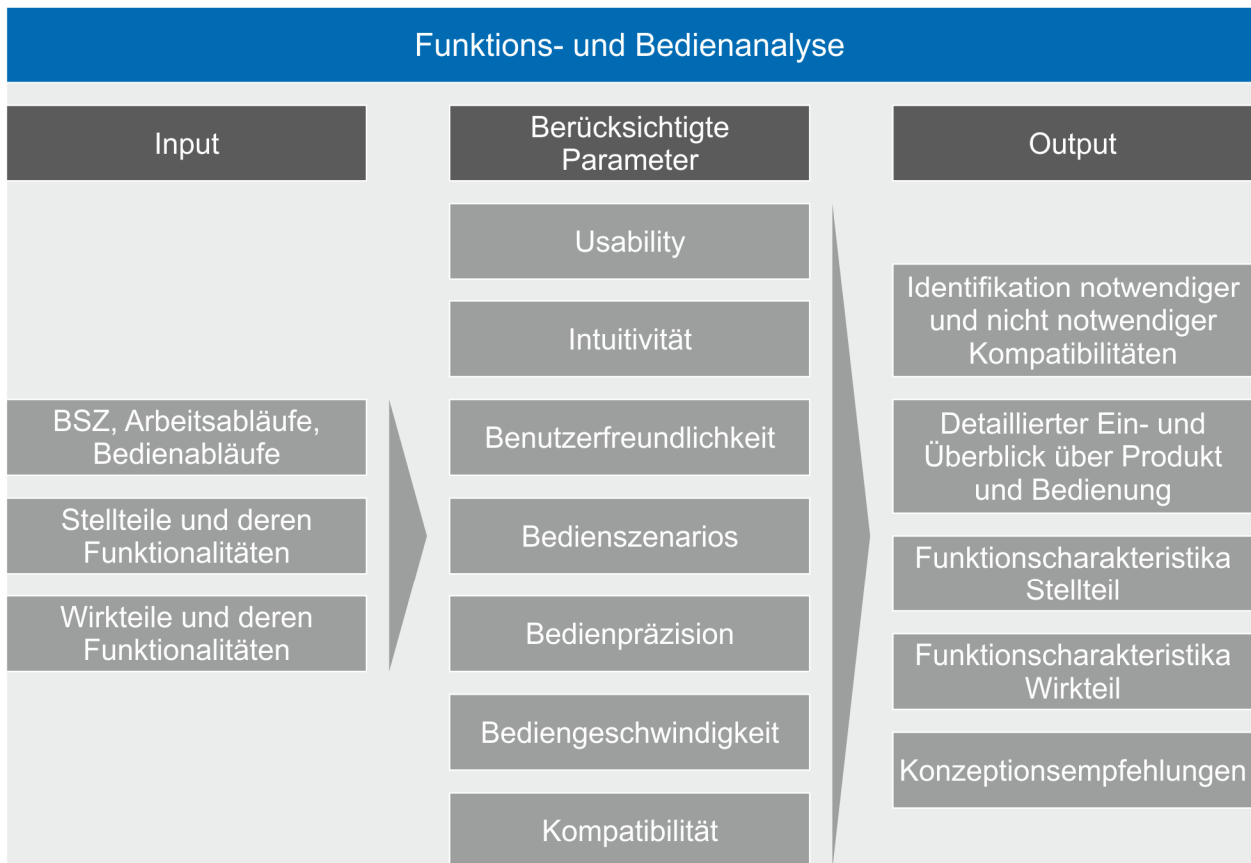 Funktions- und Bedienanalyse
Input
BSZ, Arbeitsabläufe,
Bedienabläufe
Stellteile und deren
Funktionalitäten
Wirkteile und deren
Funktionalitäten
Berücksichtigte
Parameter
Usability
Intuitivität
Benutzerfreundlichkeit
Bedienszenarios
Bedienpräzision
Bediengeschwindigkeit
Kompatibilität
Output
Identifikation notwendiger
und nicht notwendiger
Kompatibilitäten
Detaillierter Ein- und
Überblick über Produkt
und Bedienung
Funktionscharakteristika
Stellteil
Funktionscharakteristika
Wirkteil
Konzeptionsempfehlungen